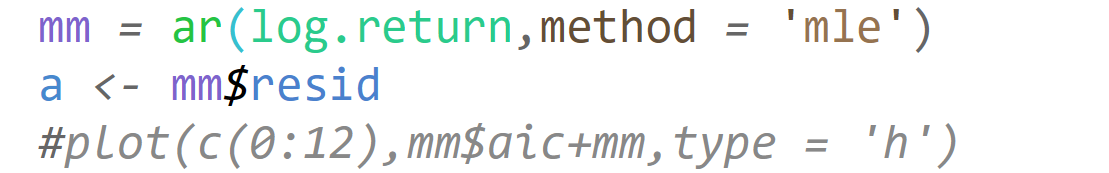 mm = ar(log.return,method = 'mle')
a <- mm$resid
#plot(c(0:12),mm$aic+mm,type = 'h')